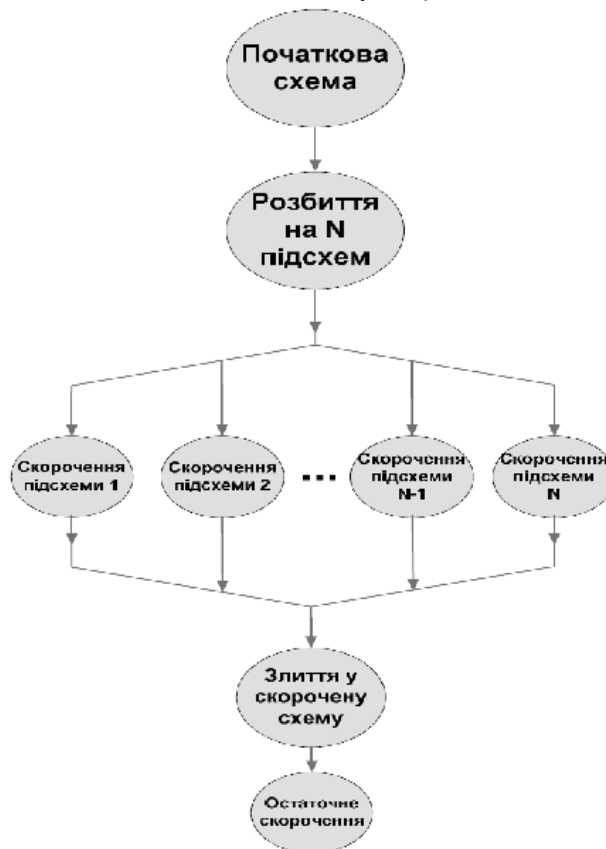 Початкова
схема
Розбиття
на N
підсхем
Скорочення
підсхеми 1
Скорочення
підсхеми 2
...
Скорочення
підсхеми
N-1
Скорочення
підсхеми
N
Злиття у
скорочену
схему
Остаточне
скорочення